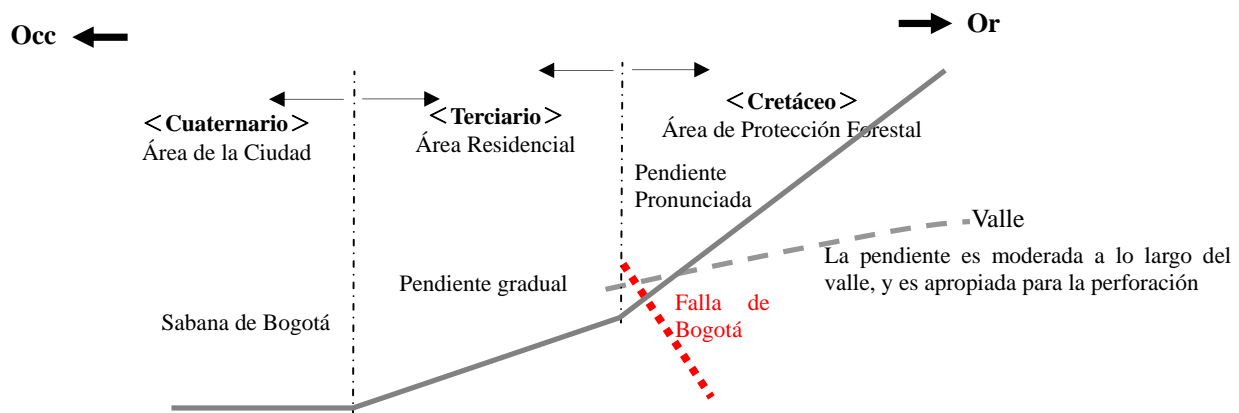 Occ
Or
＜Cuaternario＞
Área de la Ciudad
＜Terciario＞
Área Residencial
＜Cretáceo＞
Área de Protección Forestal
Pendiente
Pronunciada
Valle
La pendiente es moderada a lo largo del
valle, y es apropiada para la perforación
Pendiente gradual
Falla de
Bogotá
Sabana de Bogotá